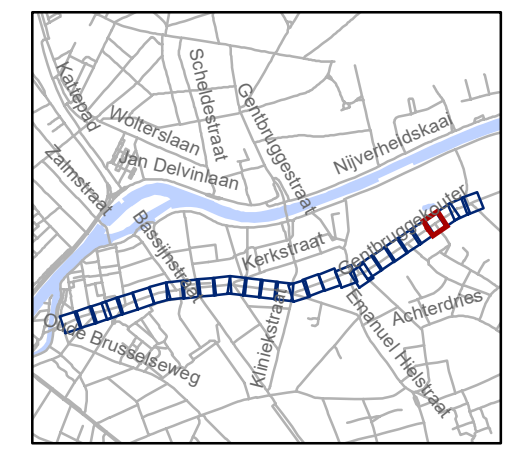 Kattepad
Scheldestraat
Gentbruggestraat
Wolterslaan
Nijverheidskaai
Zalmstraat
Jan Delvinlaan
Bassijnstraat
Gentbruggekouter
Kerkstraat
Achterdries
Oude Brusselseweg
Kliniekstraat
Emanuel Hielstraat